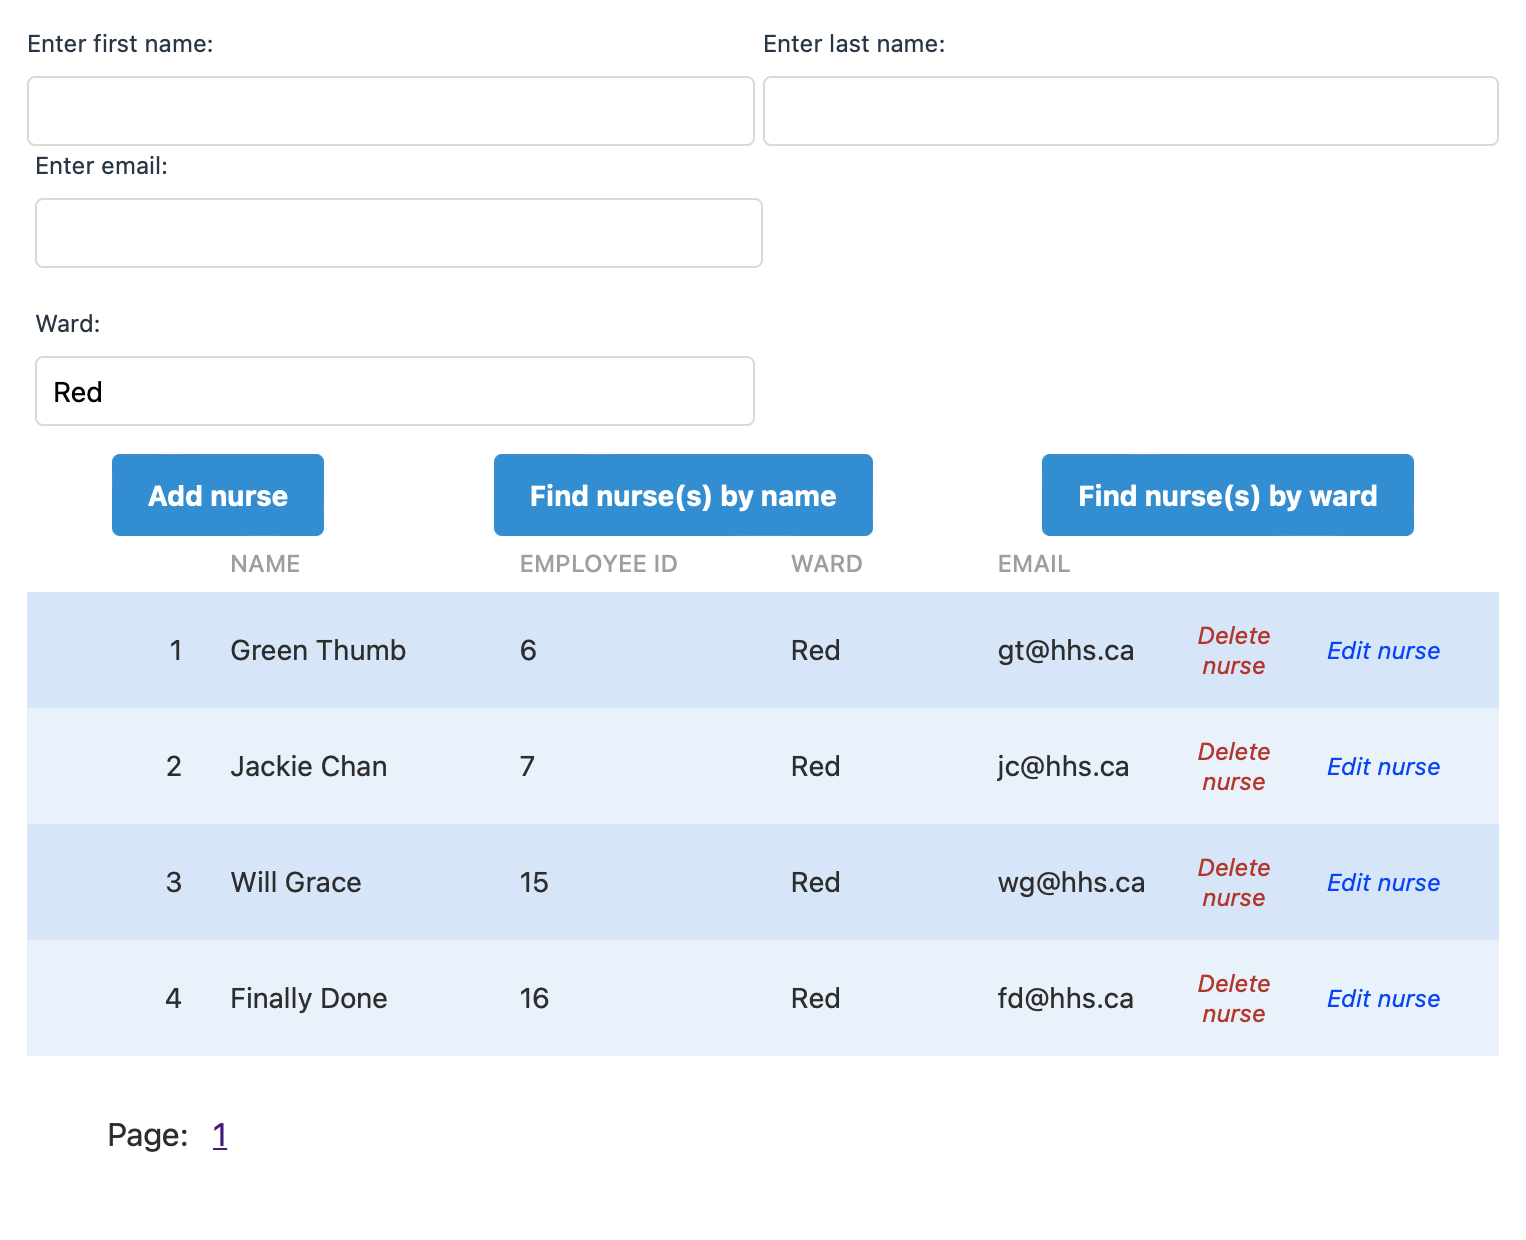 Enter first name: Enter last name:
Enter email:
Ward:
Red
Add nurse Find nurse(s) by name Find nurse(s) by ward
NAME EMPLOYEE ID WARD EMAIL
1 Green Thumb 6 Red gt@hhs.ca Delete nurse Edit nurse
2 Jackie Chan 7 Red jc@hhs.ca Delete nurse Edit nurse
3 Will Grace 15 Red wg@hhs.ca Delete nurse Edit nurse
4 Finally Done 16 Red fd@hhs.ca Delete nurse Edit nurse
Page: 1